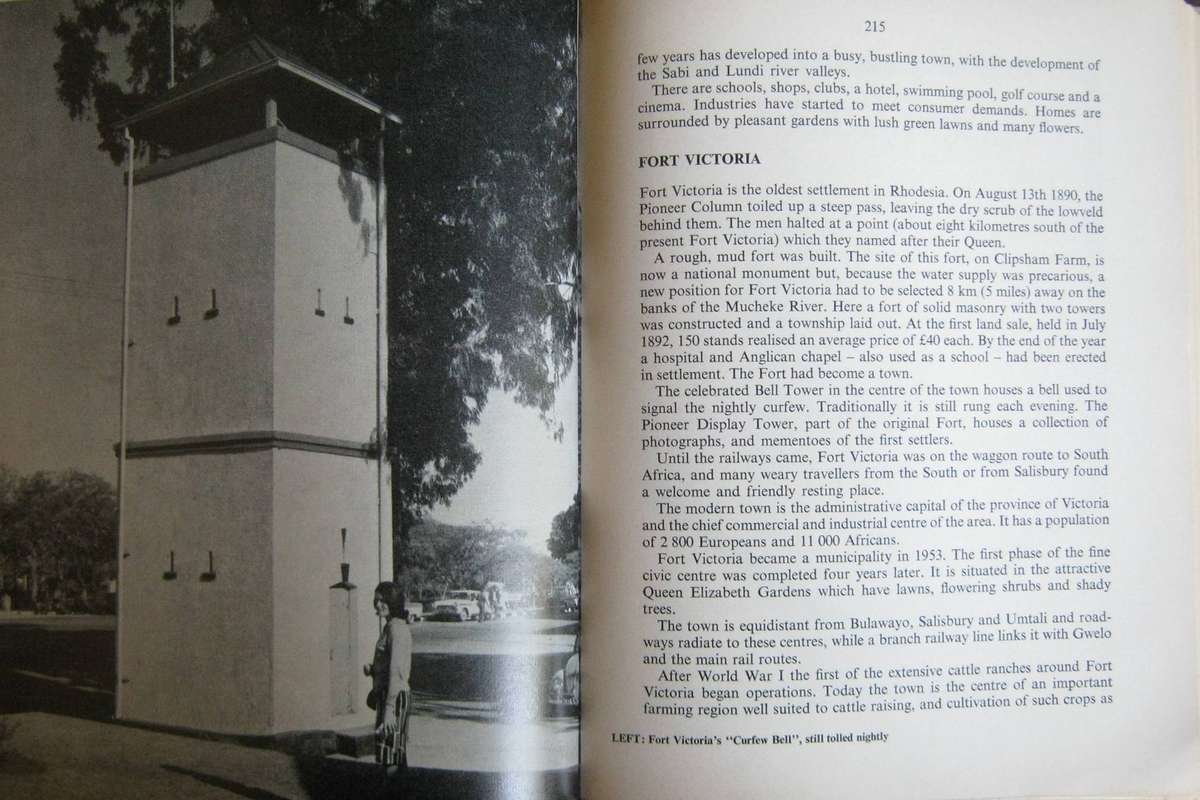 215
few years has developed into a busy, bustling town, with the development of
the Sabi and Lundi river valleys.
There are schools, shops, clubs, a hotel, swimming pool, golf course and a
cinema. Industries have started to meet consumer demands. Homes are
surrounded by pleasant gardens with lush green lawns and many flowers.
FORT VICTORIA
Fort Victoria is the oldest settlement in Rhodesia. On August 13th 1890, the
Pioneer Column toiled up a steep pass, leaving the dry scrub of the lowveld
behind them. The men halted at a point (about eight kilometres south of the
present Fort Victoria) which they named after their Queen.
A rough, mud fort was built. The site of this fort, on Clipsham Farm, is
now a national monument but, because the water supply was precarious, a
new position for Fort Victoria had to be selected 8 km (5 miles) away on the
banks of the Mucheke River. Here a fort of solid masonry with two towers
was constructed and a township laid out. At the first land sale, held in July
1892, 150 stands realised an average price of £40 each. By the end of the year
a hospital and Anglican chapel – also used as a school – had been erected
in settlement. The Fort had become a town.
The celebrated Bell Tower in the centre of the town houses a bell used to
signal the nightly curfew. Traditionally it is still rung each evening. The
Pioneer Display Tower, part of the original Fort, houses a collection of
photographs, and mementoes of the first settlers.
Until the railways came, Fort Victoria was on the waggon route to South
Africa, and many weary travellers from the South or from Salisbury found
a welcome and friendly resting place.
The modern town is the administrative capital of the province of Victoria
and the chief commercial and industrial centre of the area. It has a population
of 2 800 Europeans and 11 000 Africans.
Fort Victoria became a municipality in 1953. The first phase of the fine
civic centre was completed four years later. It is situated in the attractive
Queen Elizabeth Gardens which have lawns, flowering shrubs and shady
trees.
The town is equidistant from Bulawayo, Salisbury and Umtali and road-
ways radiate to these centres, while a branch railway line links it with Gwelo
and the main rail routes.
After World War I the first of the extensive cattle ranches around Fort
Victoria began operations. Today the town is the centre of an important
farming region well suited to cattle raising, and cultivation of such crops as
LEFT: Fort Victoria's "Curfew Bell", still tolled nightly